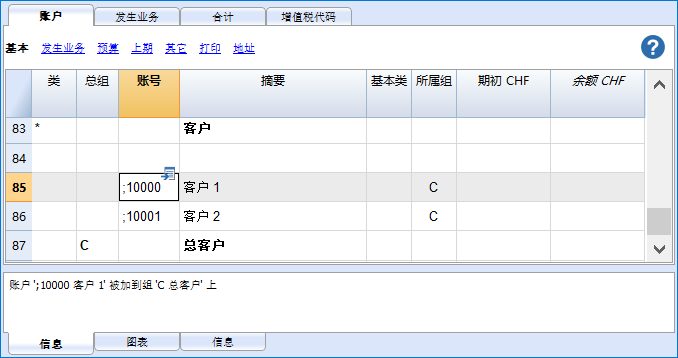 账户 发生业务 合计 增值税代码
基本 发生业务 预算 上期 其它 打印 地址 ?
类 总组 账号 摘要 基本类 所属组 期初 CHF 余额 CHF
83 * 客户
84
85 ;10000 客户 1 C
86 ;10001 客户 2 C
87 C 总客户
账户 ';10000 客户 1' 被加到组 'C 总客户' 上
信息 图表 信息